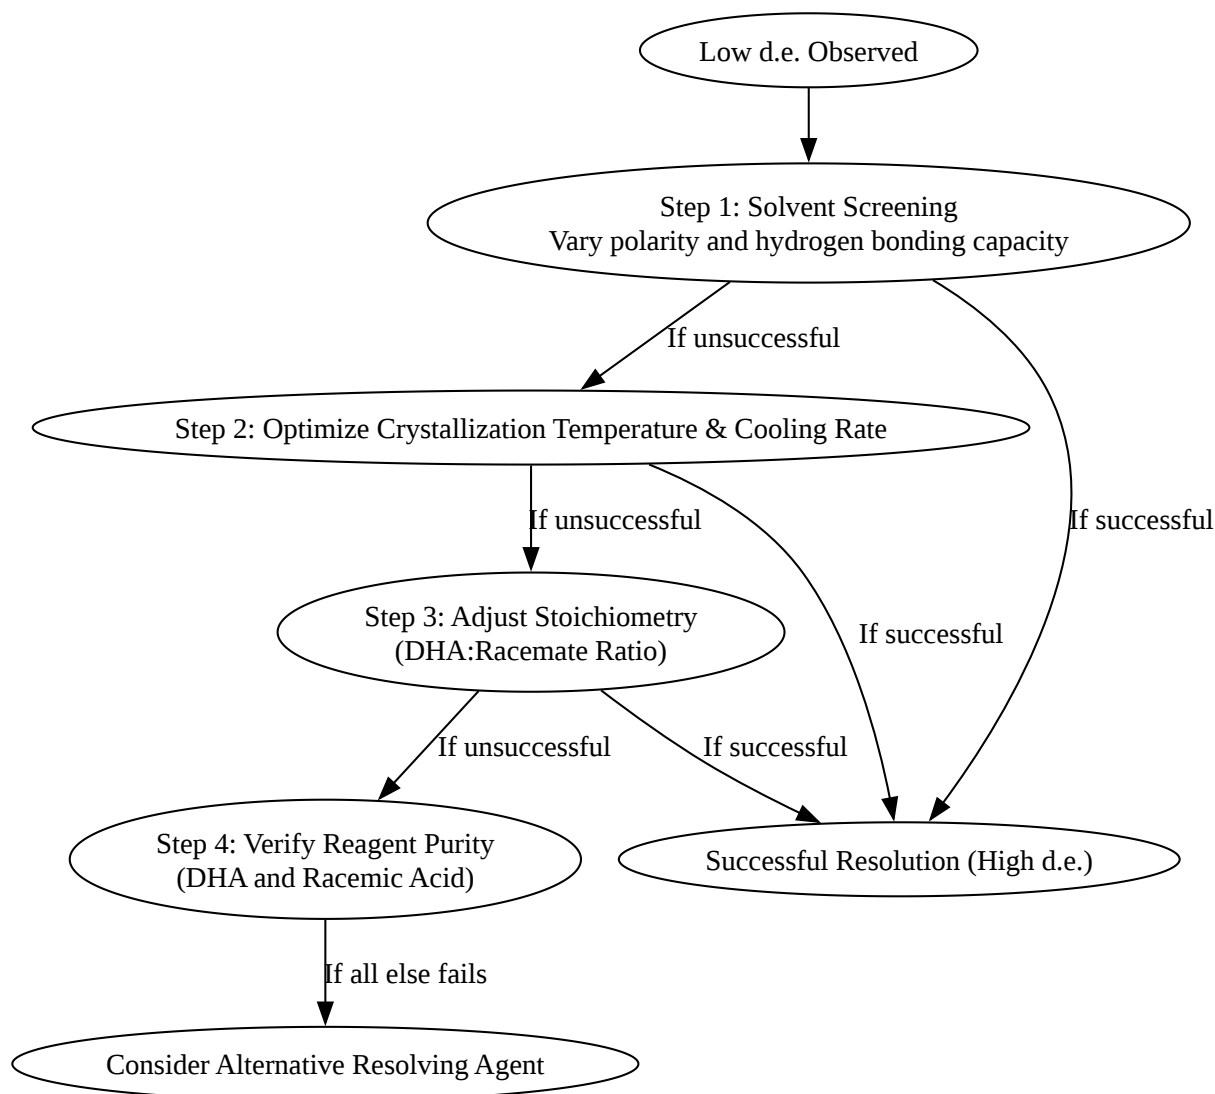 Low d.e. Observed
Step 1: Solvent Screening
Vary polarity and hydrogen bonding capacity
If unsuccessful
Step 2: Optimize Crystallization Temperature & Cooling Rate
If unsuccessful
If successful
Step 3: Adjust Stoichiometry
(DHA:Racemate Ratio)
If successful
If unsuccessful
If successful
Step 4: Verify Reagent Purity
(DHA and Racemic Acid)
Successful Resolution (High d.e.)
If all else fails
Consider Alternative Resolving Agent